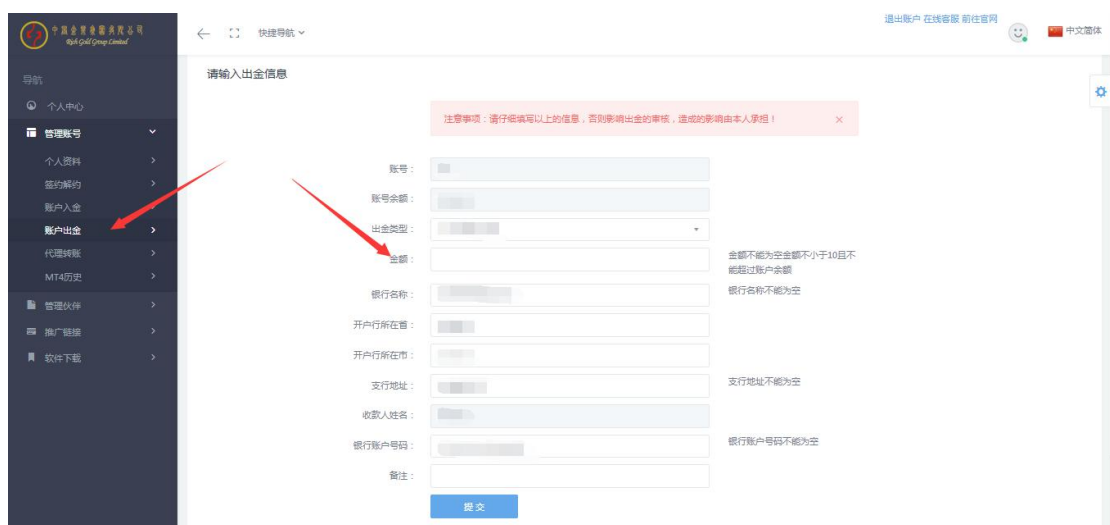 退出账户 在线客服 前往官网
Rich Gold Group Limited
快捷导航
中文简体
导航
个人中心
管理账号
个人资料
签约解约
账户入金
账户出金
代理转账
MT4历史
管理伙伴
推广链接
软件下载
请输入出金信息
注意事项：请仔细填写以上的信息，否则影响出金的审核，造成的影响由本人承担！
账号：
账号余额：
出金类型：
金额：
金额不能为空金额不小于10且不
能超过账户余额
银行名称：
银行名称不能为空
开户行所在省：
开户行所在市：
支行地址：
支行地址不能为空
收款人姓名：
银行账户号码：
银行账户号码不能为空
备注：
提交